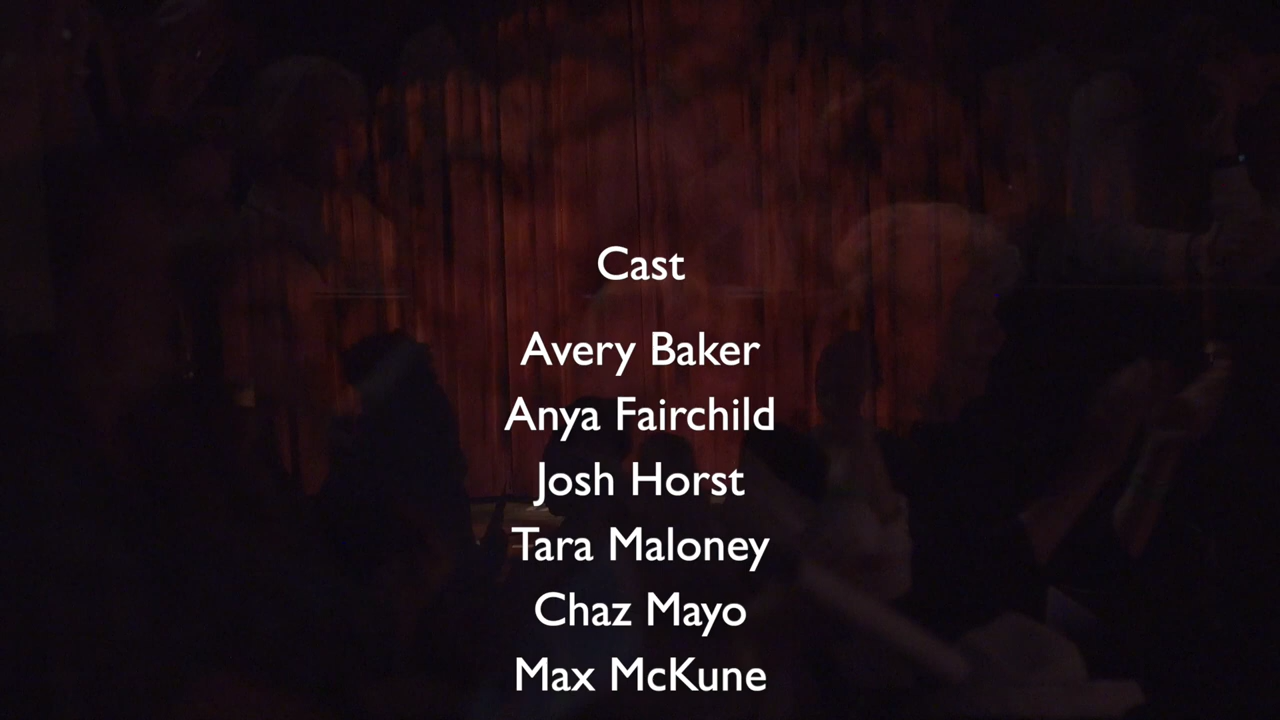 Cast
Avery Baker
Anya Fairchild
Josh Horst
Tara Maloney
Chaz Mayo
Max McKune